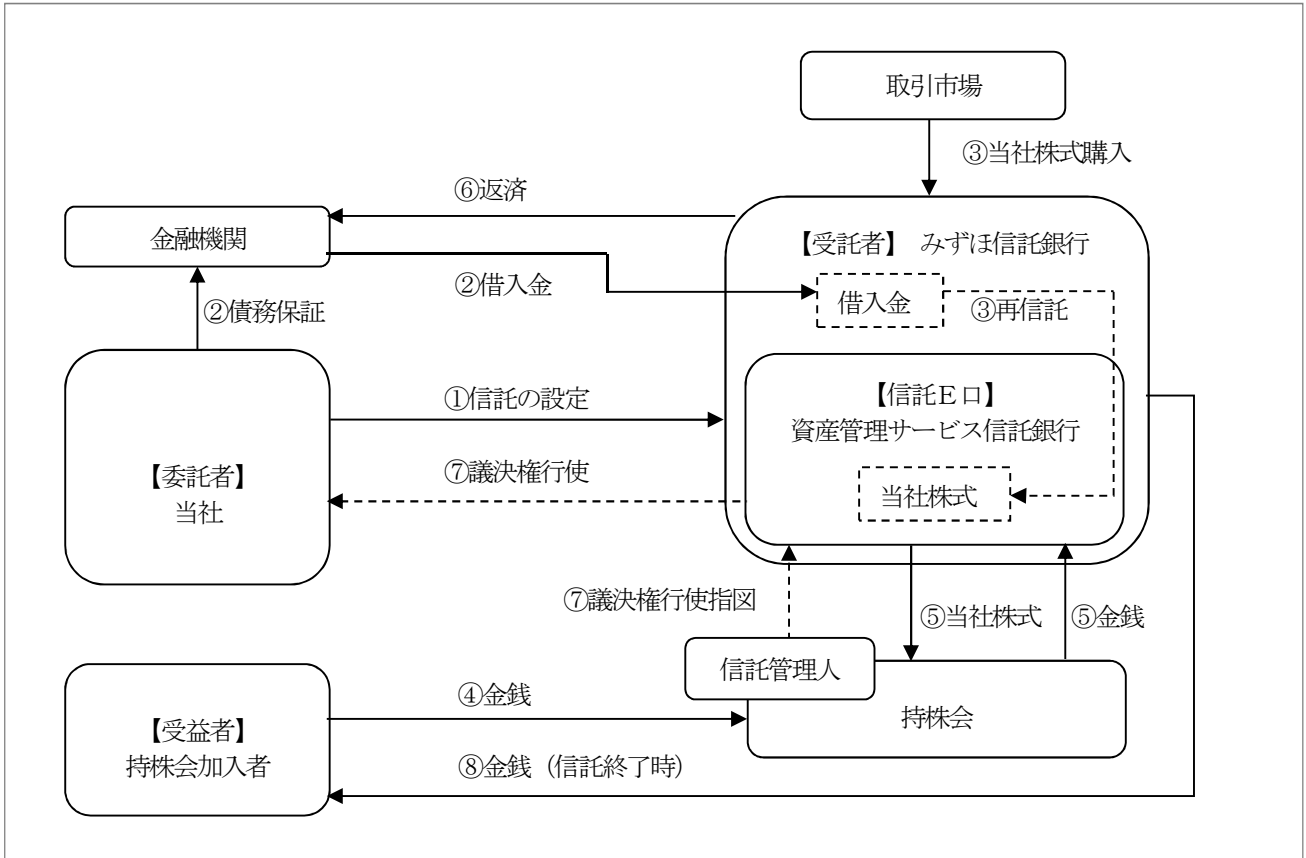 取引市場
③当社株式購入
⑥返済
金融機関
【受託者】 みずほ信託銀行
②借入金
借入金
③再信託
②債務保証
【信託E口】
資産管理サービス信託銀行
①信託の設定
⑦議決権行使
【委託者】
当社
当社株式
⑦議決権行使指図
⑤当社株式
⑤金銭
信託管理人
④金銭
持株会
【受益者】
持株会加入者
⑧金銭（信託終了時）